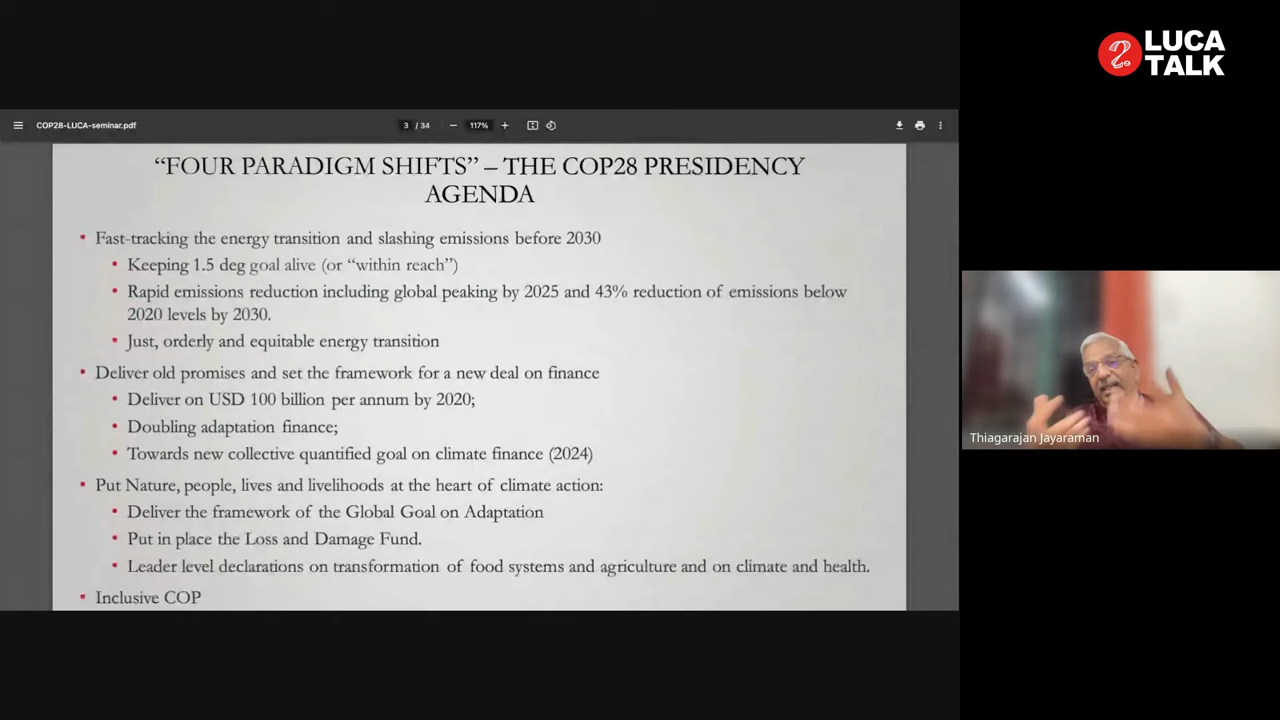 LUCA
TALK
COP28-LUCA-seminar.pdf
3 / 34
117%
“FOUR PARADIGM SHIFTS” – THE COP28 PRESIDENCY
AGENDA
• Fast-tracking the energy transition and slashing emissions before 2030
• Keeping 1.5 deg goal alive (or “within reach”)
• Rapid emissions reduction including global peaking by 2025 and 43% reduction of emissions below
2020 levels by 2030.
• Just, orderly and equitable energy transition
• Deliver old promises and set the framework for a new deal on finance
• Deliver on USD 100 billion per annum by 2020;
• Doubling adaptation finance;
• Towards new collective quantified goal on climate finance (2024)
• Put Nature, people, lives and livelihoods at the heart of climate action:
• Deliver the framework of the Global Goal on Adaptation
• Put in place the Loss and Damage Fund.
• Leader level declarations on transformation of food systems and agriculture and on climate and health.
• Inclusive COP
Thiagarajan Jayaraman